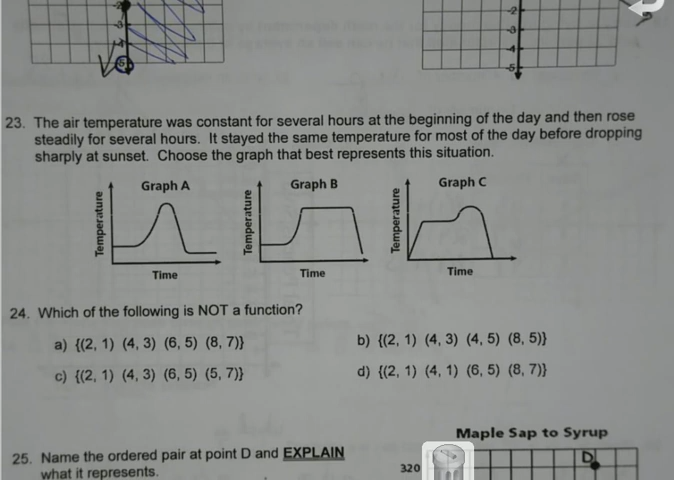 -3
5
-2
-3
-4
-5
23. The air temperature was constant for several hours at the beginning of the day and then rose
steadily for several hours. It stayed the same temperature for most of the day before dropping
sharply at sunset. Choose the graph that best represents this situation.
Graph A
Temperature
Time
Graph B
Temperature
Time
Graph C
Temperature
Time
24. Which of the following is NOT a function?
a) {(2, 1) (4, 3) (6, 5) (8, 7)}
b) {(2, 1) (4, 3) (4, 5) (8, 5)}
c) {(2, 1) (4, 3) (6, 5) (5, 7)}
d) {(2, 1) (4, 1) (6, 5) (8, 7)}
25. Name the ordered pair at point D and EXPLAIN
what it represents.
Maple Sap to Syrup
320
D